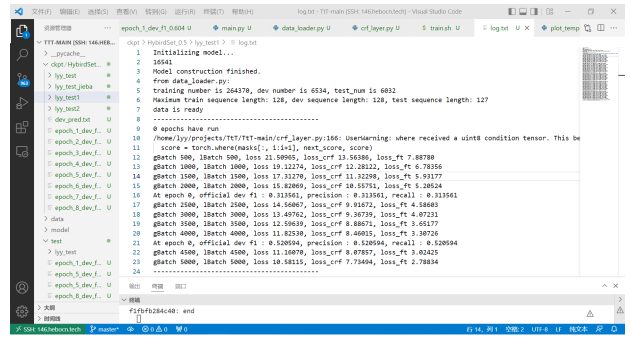 文件(F) 编辑(E) 选择(S) 查看(V) 转到(G) 运行(R) 终端(T) 帮助(H) log.txt - TtT-main [SSH: 146.hebocn.tech] - Visual Studio Code
资源管理器 epoch_1_dev_f1_0.604 U main.py U data_loader.py U crf_layer.py U train.sh U log.txt U plot_temp
TTT-MAIN [SSH: 146.HEB...
ckpt > HybirdSet_0.5 > lyy_test1 > log.txt
__pycache__
ckpt / HybirdSet...
lyy_test
lyy_test_jieba
lyy_test1
lyy_test2
dev_pred.txt U
epoch_1_dev_f... U
epoch_2_dev_f... U
epoch_3_dev_f... U
epoch_4_dev_f... U
epoch_5_dev_f... U
epoch_6_dev_f... U
epoch_7_dev_f... U
epoch_8_dev_f... U
data
model
test
lyy_test
epoch_1_dev_f... U
epoch_5_dev_f... U
epoch_5_dev_f... U
epoch_8_dev_f... U
大纲
时间线
1 Initializing model...
2 16541
3 Model construction finished.
4 from data_loader.py:
5 training number is 264370, dev number is 6534, test_num is 6032
6 Maximum train sequence length: 128, dev sequence length: 128, test sequence length: 127
7 data is ready
8 --------------------------------------
9 0 epochs have run
10 /home/lyy/projects/TtT/TtT-main/crf_layer.py:166: UserWarning: where received a uint8 condition tensor. This be
11 score = torch.where(masks[:, i:i+1], next_score, score)
12 gBatch 500, lBatch 500, loss 21.50965, loss_crf 13.56386, loss_ft 7.88780
13 gBatch 1000, lBatch 1000, loss 19.12274, loss_crf 12.28122, loss_ft 6.78356
14 gBatch 1500, lBatch 1500, loss 17.31270, loss_crf 11.32298, loss_ft 5.93177
15 gBatch 2000, lBatch 2000, loss 15.82069, loss_crf 10.55751, loss_ft 5.20524
16 At epoch 0, official dev f1 : 0.313561, precision : 0.313561, recall : 0.313561
17 gBatch 2500, lBatch 2500, loss 14.56067, loss_crf 9.91672, loss_ft 4.58603
18 gBatch 3000, lBatch 3000, loss 13.49762, loss_crf 9.36739, loss_ft 4.07231
19 gBatch 3500, lBatch 3500, loss 12.59639, loss_crf 8.88671, loss_ft 3.65177
20 gBatch 4000, lBatch 4000, loss 11.82530, loss_crf 8.46015, loss_ft 3.30726
21 At epoch 0, official dev f1 : 0.520594, precision : 0.520594, recall : 0.520594
22 gBatch 4500, lBatch 4500, loss 11.16070, loss_crf 8.07857, loss_ft 3.02425
23 gBatch 5000, lBatch 5000, loss 10.58115, loss_crf 7.73494, loss_ft 2.78834
24 --------------------------------------
输出 终端 端口
终端
f1fbfb284c40: end
SSH: 146.hebocn.tech master* 0 0 0 行 14，列 1 空格: 2 UTF-8 LF 纯文本